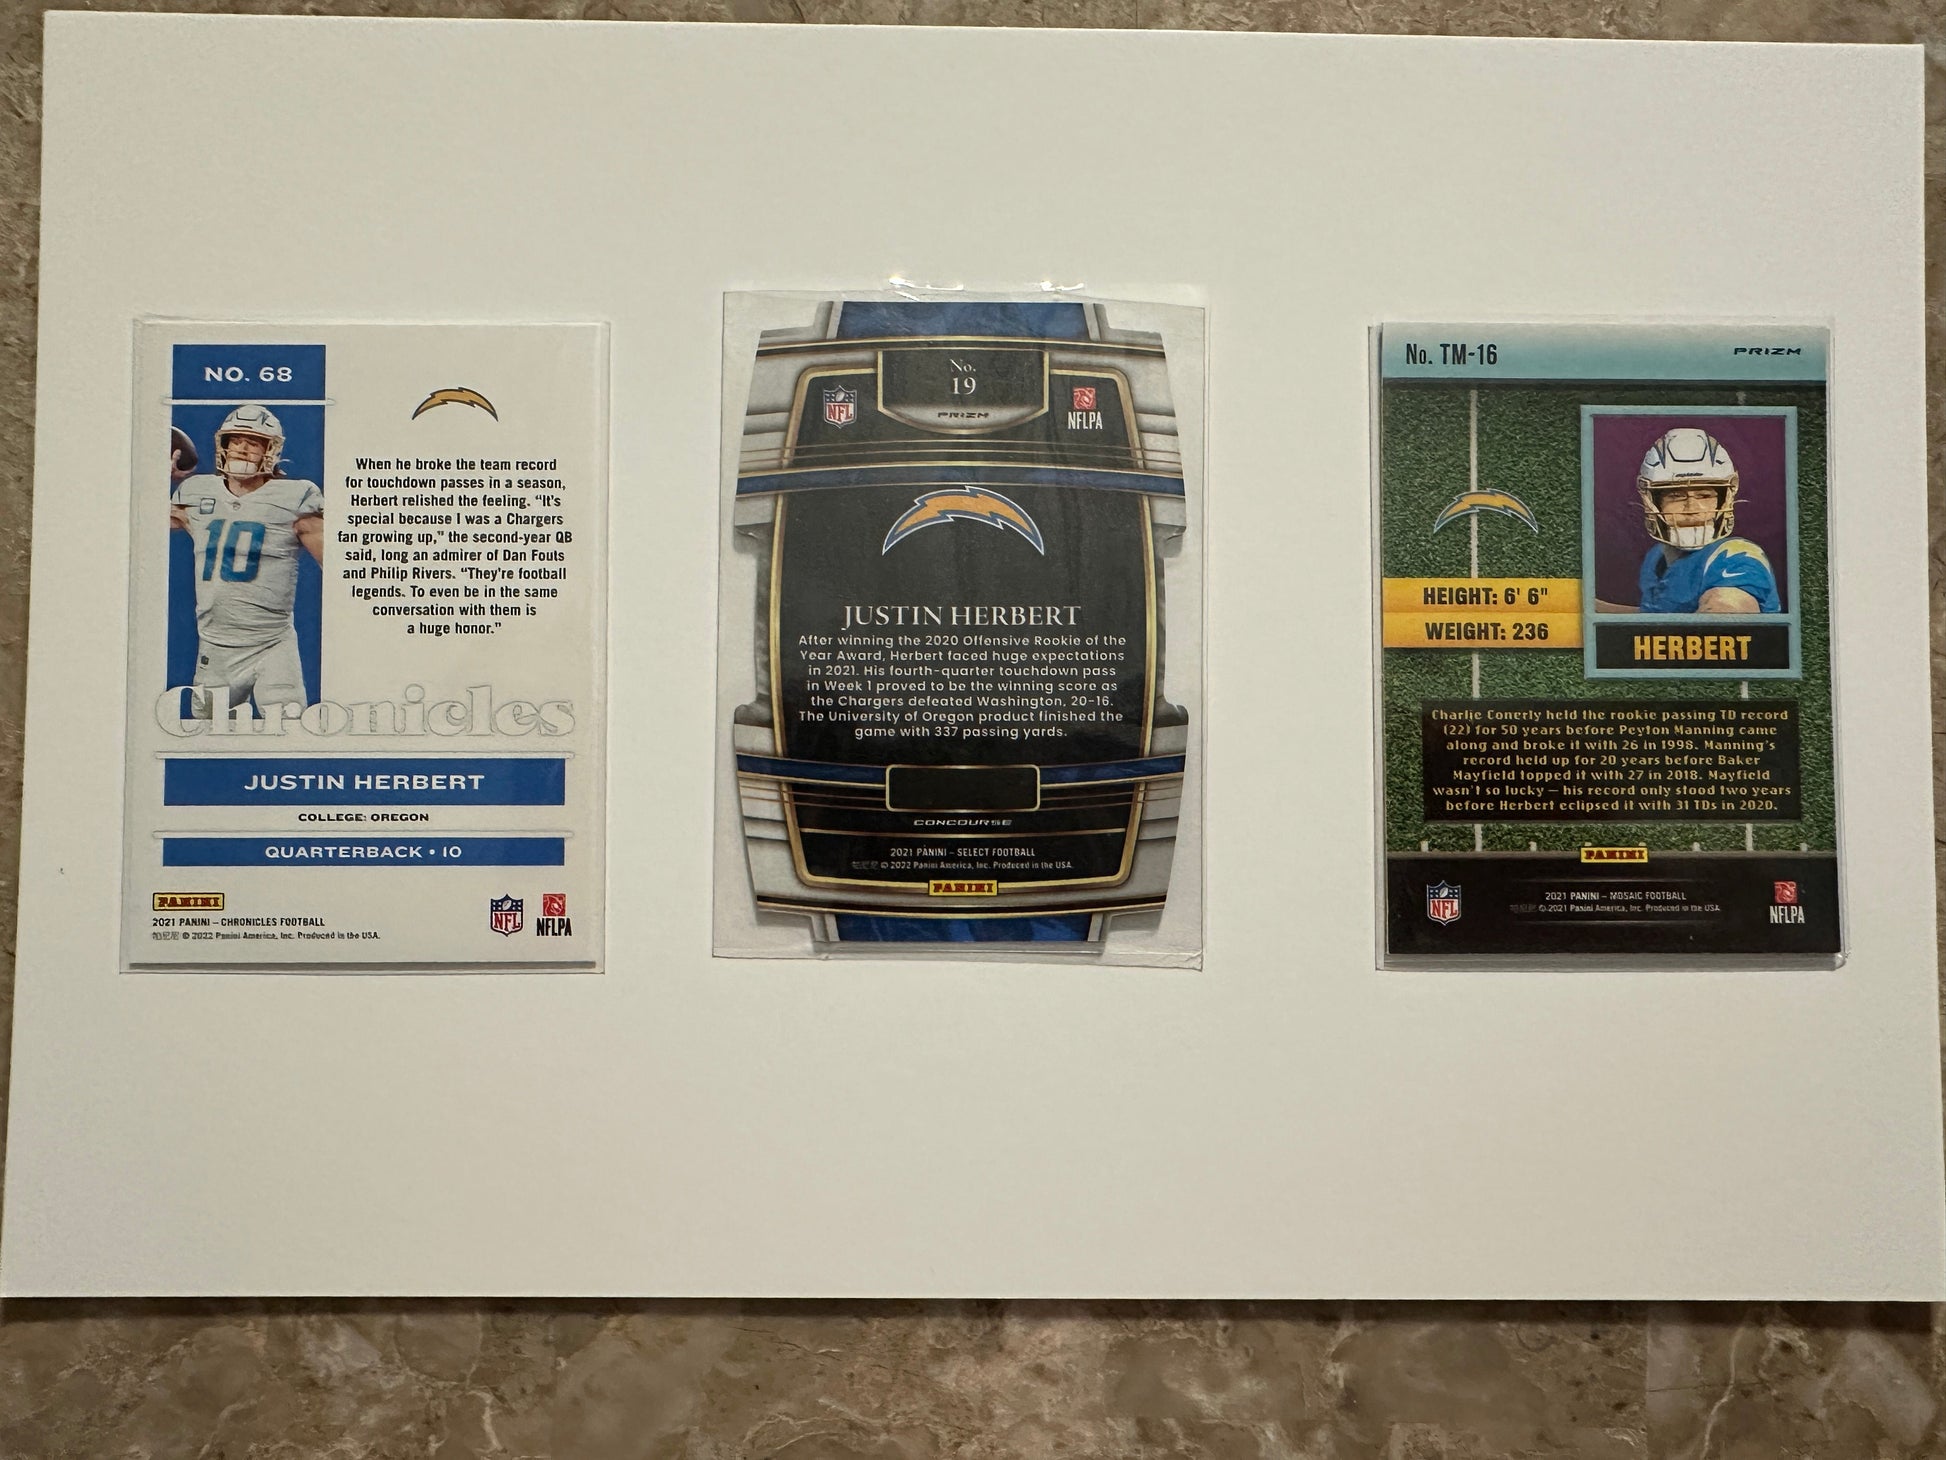 NO. 68
When he broke the team record
for touchdown passes in a season,
Herbert relished the feeling. "It's
special because I was a Chargers
fan growing up," the second-year QB
said, long an admirer of Dan Fouts
and Philip Rivers. "They're football
legends. To even be in the same
conversation with them is
a huge honor."
10
Chronicles
JUSTIN HERBERT
COLLEGE: OREGON
QUARTERBACK • 10
PANINI
2021 PANINI – CHRONICLES FOOTBALL
© 2022 Panini America, Inc. Produced in the USA.
NFL
NFLPA
No.
19
PRIZM
NFL
NFLPA
JUSTIN HERBERT
After winning the 2020 Offensive Rookie of the
Year Award, Herbert faced huge expectations
in 2021. His fourth-quarter touchdown pass
in Week 1 proved to be the winning score as
the Chargers defeated Washington, 20-16.
The University of Oregon product finished the
game with 337 passing yards.
CONCOURSE
2021 PANINI – SELECT FOOTBALL
© 2022 Panini America, Inc. Produced in the USA.
PANINI
No. TM-16
PRIZM
HEIGHT: 6' 6"
WEIGHT: 236
HERBERT
Charlie Conerly held the rookie passing TD record
(22) for 50 years before Peyton Manning came
along and broke it with 26 in 1998. Manning's
record held up for 20 years before Baker
Mayfield topped it with 27 in 2018. Mayfield
wasn't so lucky — his record only stood two years
before Herbert eclipsed it with 31 TDs in 2020.
PANINI
2021 PANINI – MOSAIC FOOTBALL
© 2021 Panini America, Inc. Produced in the USA.
NFL
NFLPA